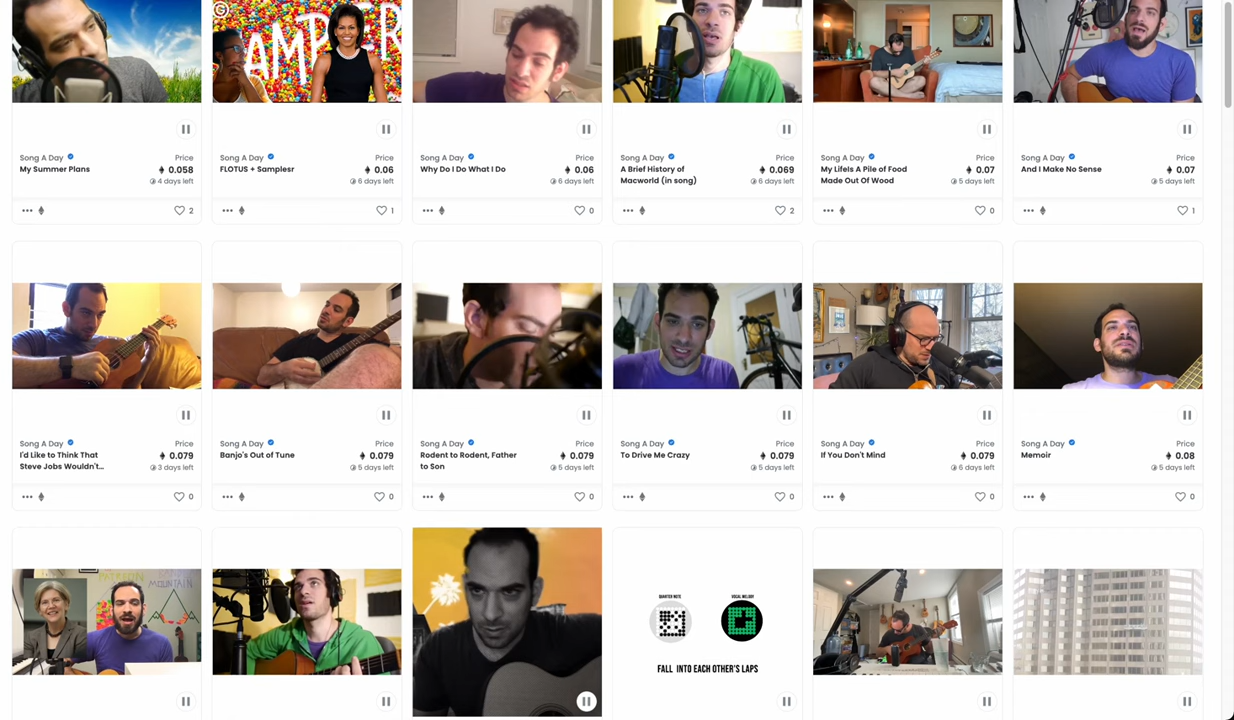 AMPLER
Song A Day
Price
My Summer Plans
0.058
4 days left
2
Song A Day
Price
FLOTUS + Samplesr
0.06
6 days left
1
Song A Day
Price
Why Do I Do What I Do
0.06
6 days left
0
Song A Day
Price
A Brief History of
Macworld (in song)
0.069
6 days left
2
Song A Day
Price
My LifeIs A Pile of Food
Made Out Of Wood
0.07
5 days left
0
Song A Day
Price
And I Make No Sense
0.07
5 days left
1
Song A Day
Price
I'd Like to Think That
Steve Jobs Wouldn't...
0.079
3 days left
0
Song A Day
Price
Banjo's Out of Tune
0.079
5 days left
0
Song A Day
Price
Rodent to Rodent, Father
to Son
0.079
5 days left
0
Song A Day
Price
To Drive Me Crazy
0.079
5 days left
0
Song A Day
Price
If You Don't Mind
0.079
6 days left
0
Song A Day
Price
Memoir
0.08
5 days left
0
MOUNTAIN
QUARTER NOTE
VOCAL MELODY
FALL INTO EACH OTHER'S LAPS